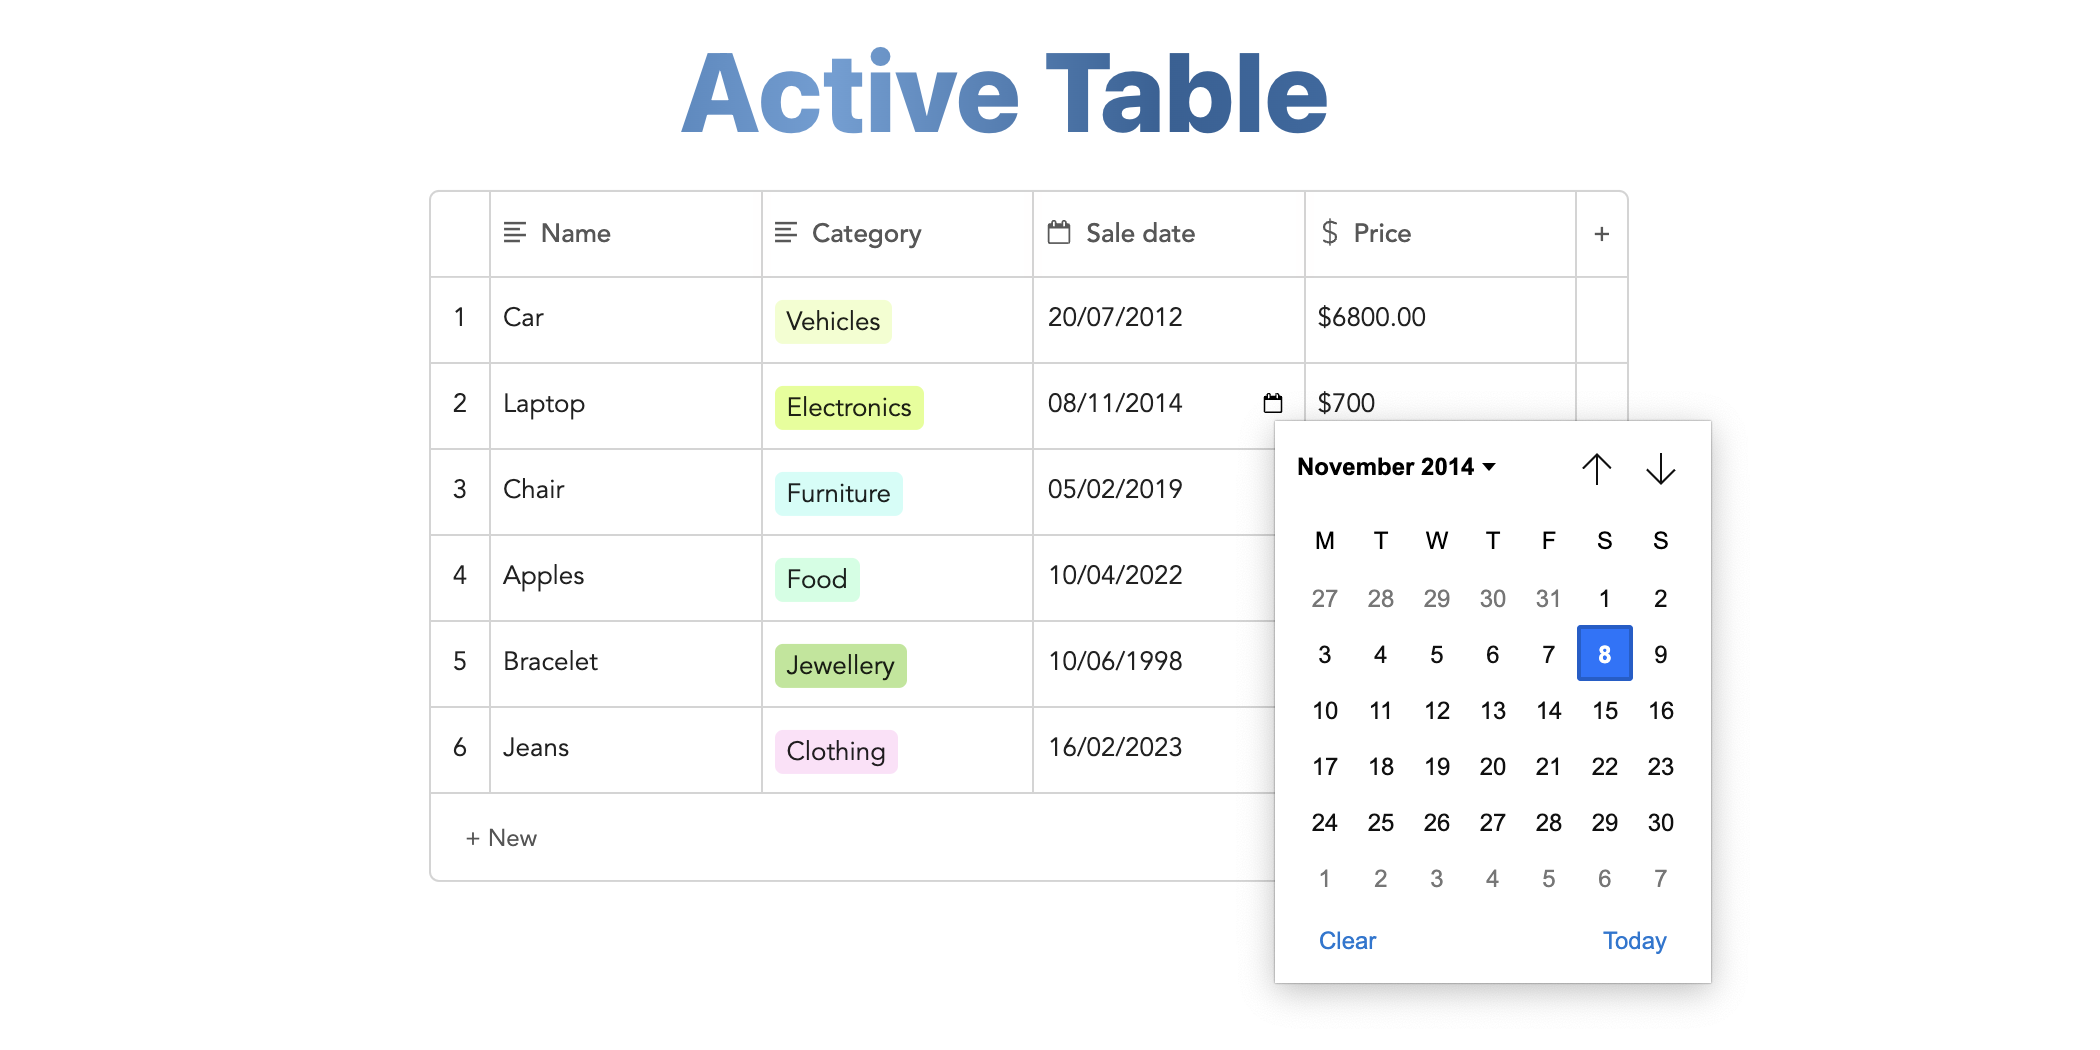 Active Table
Name Category Sale date $ Price +
1 Car Vehicles 20/07/2012 $6800.00
2 Laptop Electronics 08/11/2014 $700
3 Chair Furniture 05/02/2019
4 Apples Food 10/04/2022
5 Bracelet Jewellery 10/06/1998
6 Jeans Clothing 16/02/2023
+ New
November 2014
M T W T F S S
27 28 29 30 31 1 2
3 4 5 6 7 8 9
10 11 12 13 14 15 16
17 18 19 20 21 22 23
24 25 26 27 28 29 30
1 2 3 4 5 6 7
Clear Today